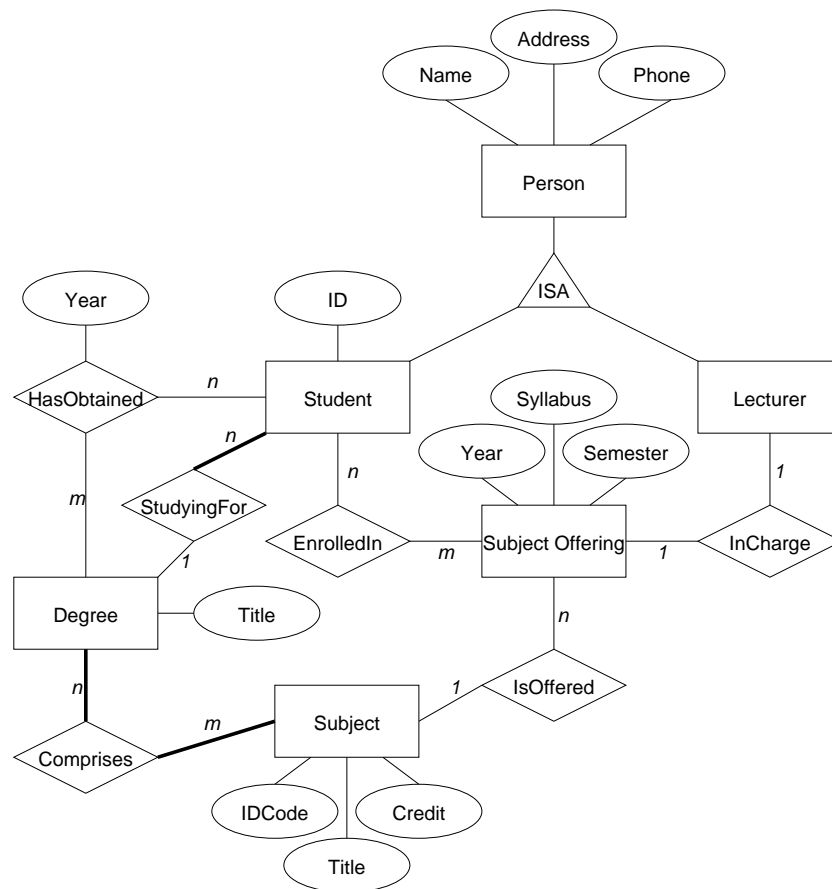 Address
Name
Phone
Person
ISA
Year
ID
HasObtained
n
Student
Syllabus
Lecturer
n
Year
Semester
n
1
m
StudyingFor
EnrolledIn
m
Subject Offering
1
InCharge
1
Degree
Title
n
n
1
IsOffered
m
Subject
Comprises
IDCode
Credit
Title